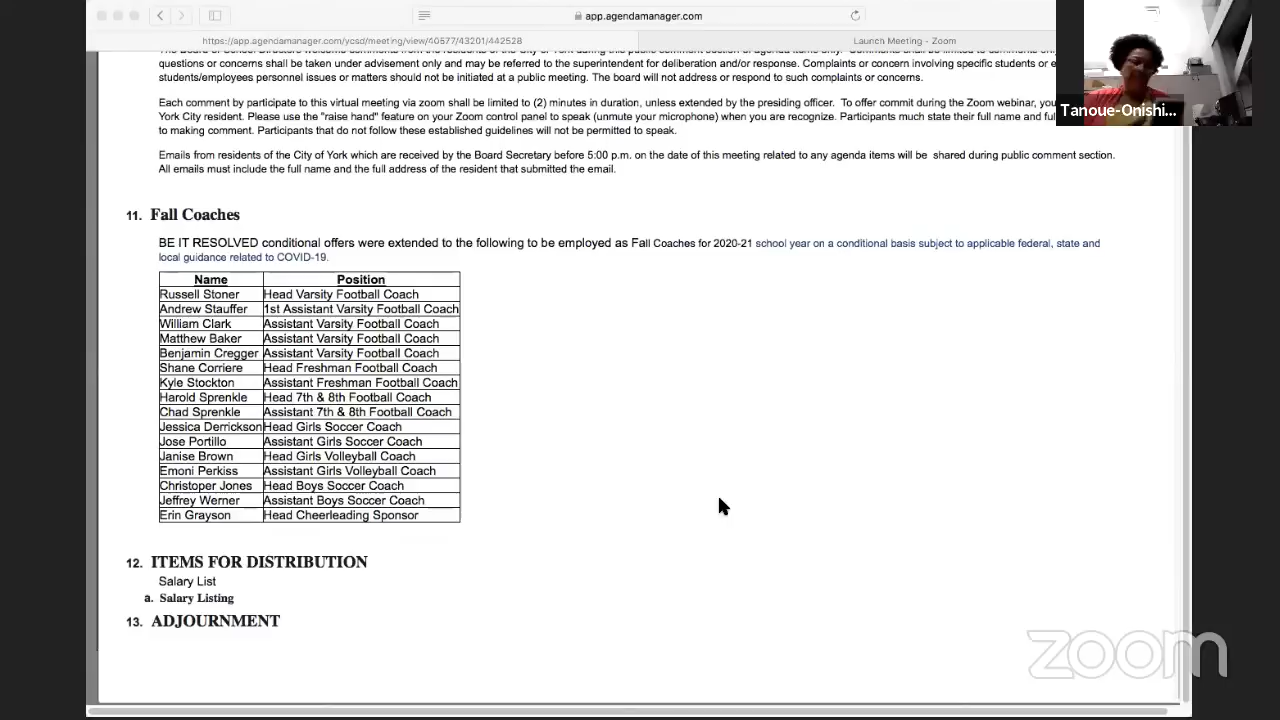 app.agendamanager.com
https://app.agendamanager.com/ycsd/meeting/view/40577/43201/442528
Launch Meeting - Zoom
questions or concerns shall be taken under advisement only and may be referred to the superintendent for deliberation and/or response. Complaints or concern involving specific students or e
students/employees personnel issues or matters should not be initiated at a public meeting. The board will not address or respond to such complaints or concerns.
Each comment by participate to this virtual meeting via zoom shall be limited to (2) minutes in duration, unless extended by the presiding officer. To offer commit during the Zoom webinar, you
York City resident. Please use the "raise hand" feature on your Zoom control panel to speak (unmute your microphone) when you are recognize. Participants much state their full name and ful
to making comment. Participants that do not follow these established guidelines will not be permitted to speak.
Emails from residents of the City of York which are received by the Board Secretary before 5:00 p.m. on the date of this meeting related to any agenda items will be shared during public comment section.
All emails must include the full name and the full address of the resident that submitted the email.
Tanoue-Onishi...
11. Fall Coaches
BE IT RESOLVED conditional offers were extended to the following to be employed as Fall Coaches for 2020-21 school year on a conditional basis subject to applicable federal, state and
local guidance related to COVID-19.
Name Position
Russell Stoner Head Varsity Football Coach
Andrew Stauffer 1st Assistant Varsity Football Coach
William Clark Assistant Varsity Football Coach
Matthew Baker Assistant Varsity Football Coach
Benjamin Cregger Assistant Varsity Football Coach
Shane Corriere Head Freshman Football Coach
Kyle Stockton Assistant Freshman Football Coach
Harold Sprenkle Head 7th & 8th Football Coach
Chad Sprenkle Assistant 7th & 8th Football Coach
Jessica Derrickson Head Girls Soccer Coach
Jose Portillo Assistant Girls Soccer Coach
Janise Brown Head Girls Volleyball Coach
Emoni Perkiss Assistant Girls Volleyball Coach
Christoper Jones Head Boys Soccer Coach
Jeffrey Werner Assistant Boys Soccer Coach
Erin Grayson Head Cheerleading Sponsor
12. ITEMS FOR DISTRIBUTION
Salary List
a. Salary Listing
13. ADJOURNMENT
zoom